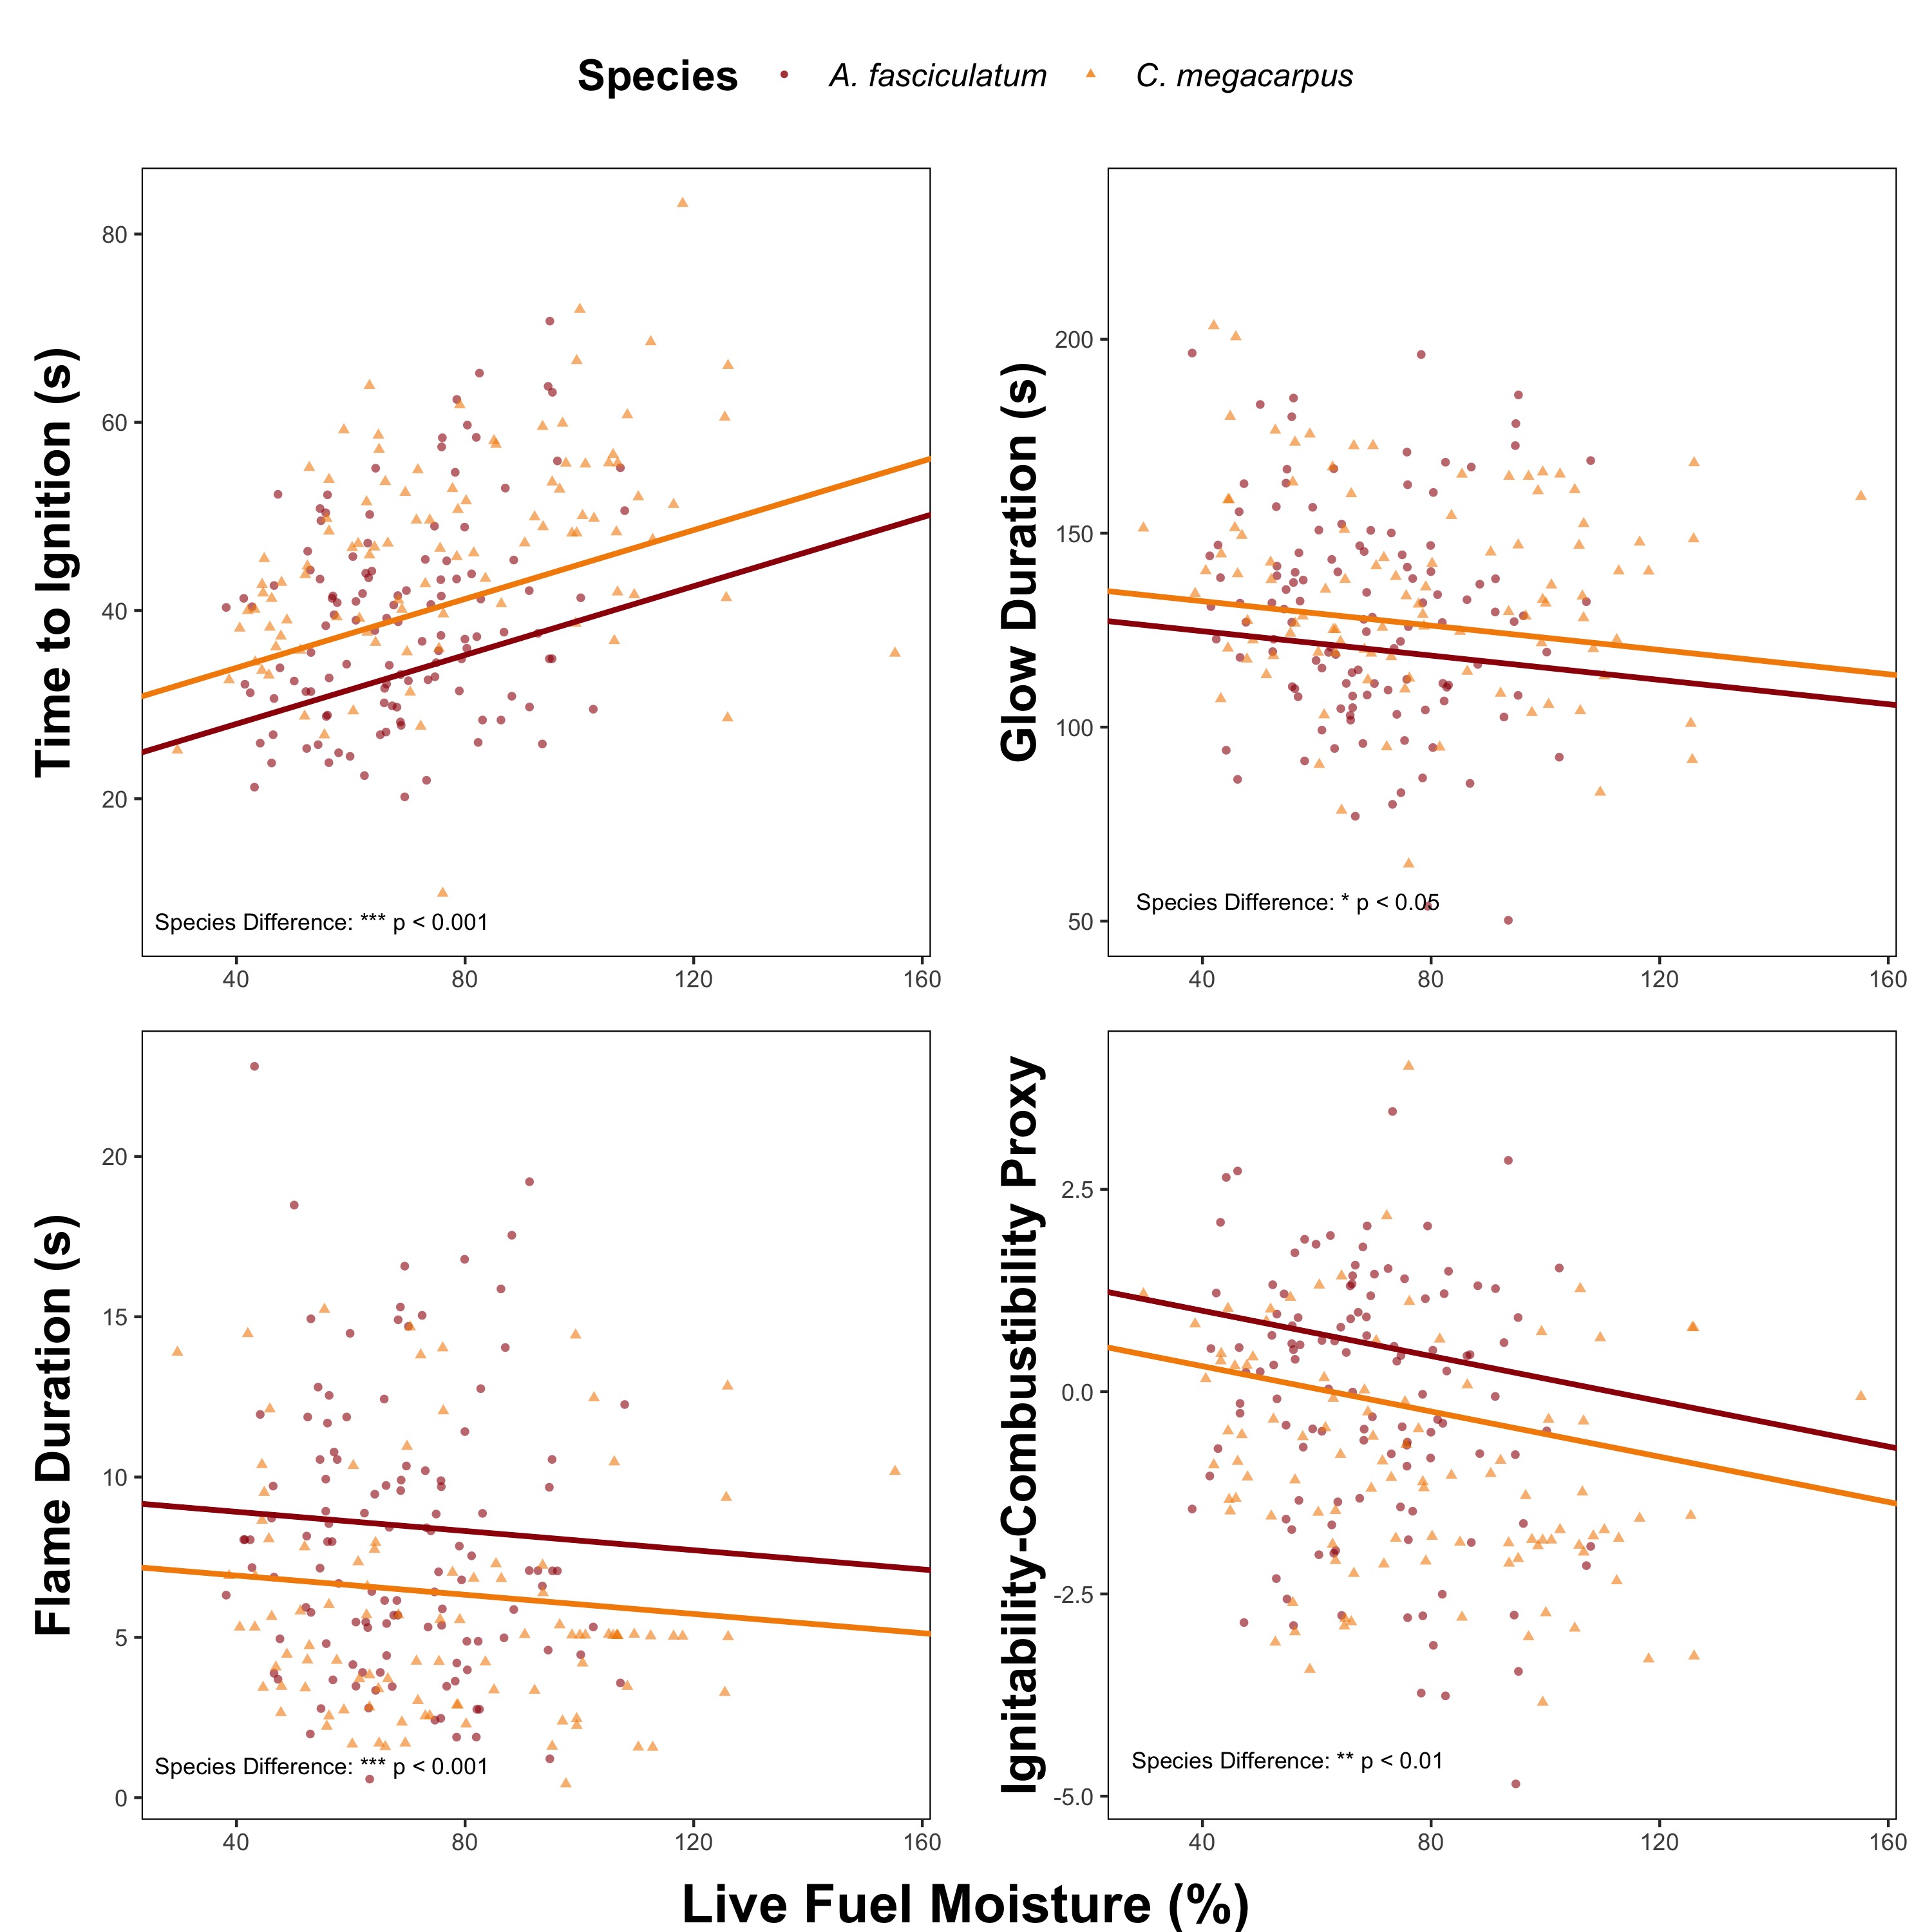 Species A. fasciculatum C. megacarpus
Time to Ignition (s)
80
60
40
20
Species Difference: *** p < 0.001
40 80 120 160
Glow Duration (s)
200
150
100
50
Species Difference: * p < 0.05
40 80 120 160
Flame Duration (s)
20
15
10
5
0
Species Difference: *** p < 0.001
40 80 120 160
Ignitability-Combustibility Proxy
2.5
0.0
-2.5
-5.0
Species Difference: ** p < 0.01
40 80 120 160
Live Fuel Moisture (%)